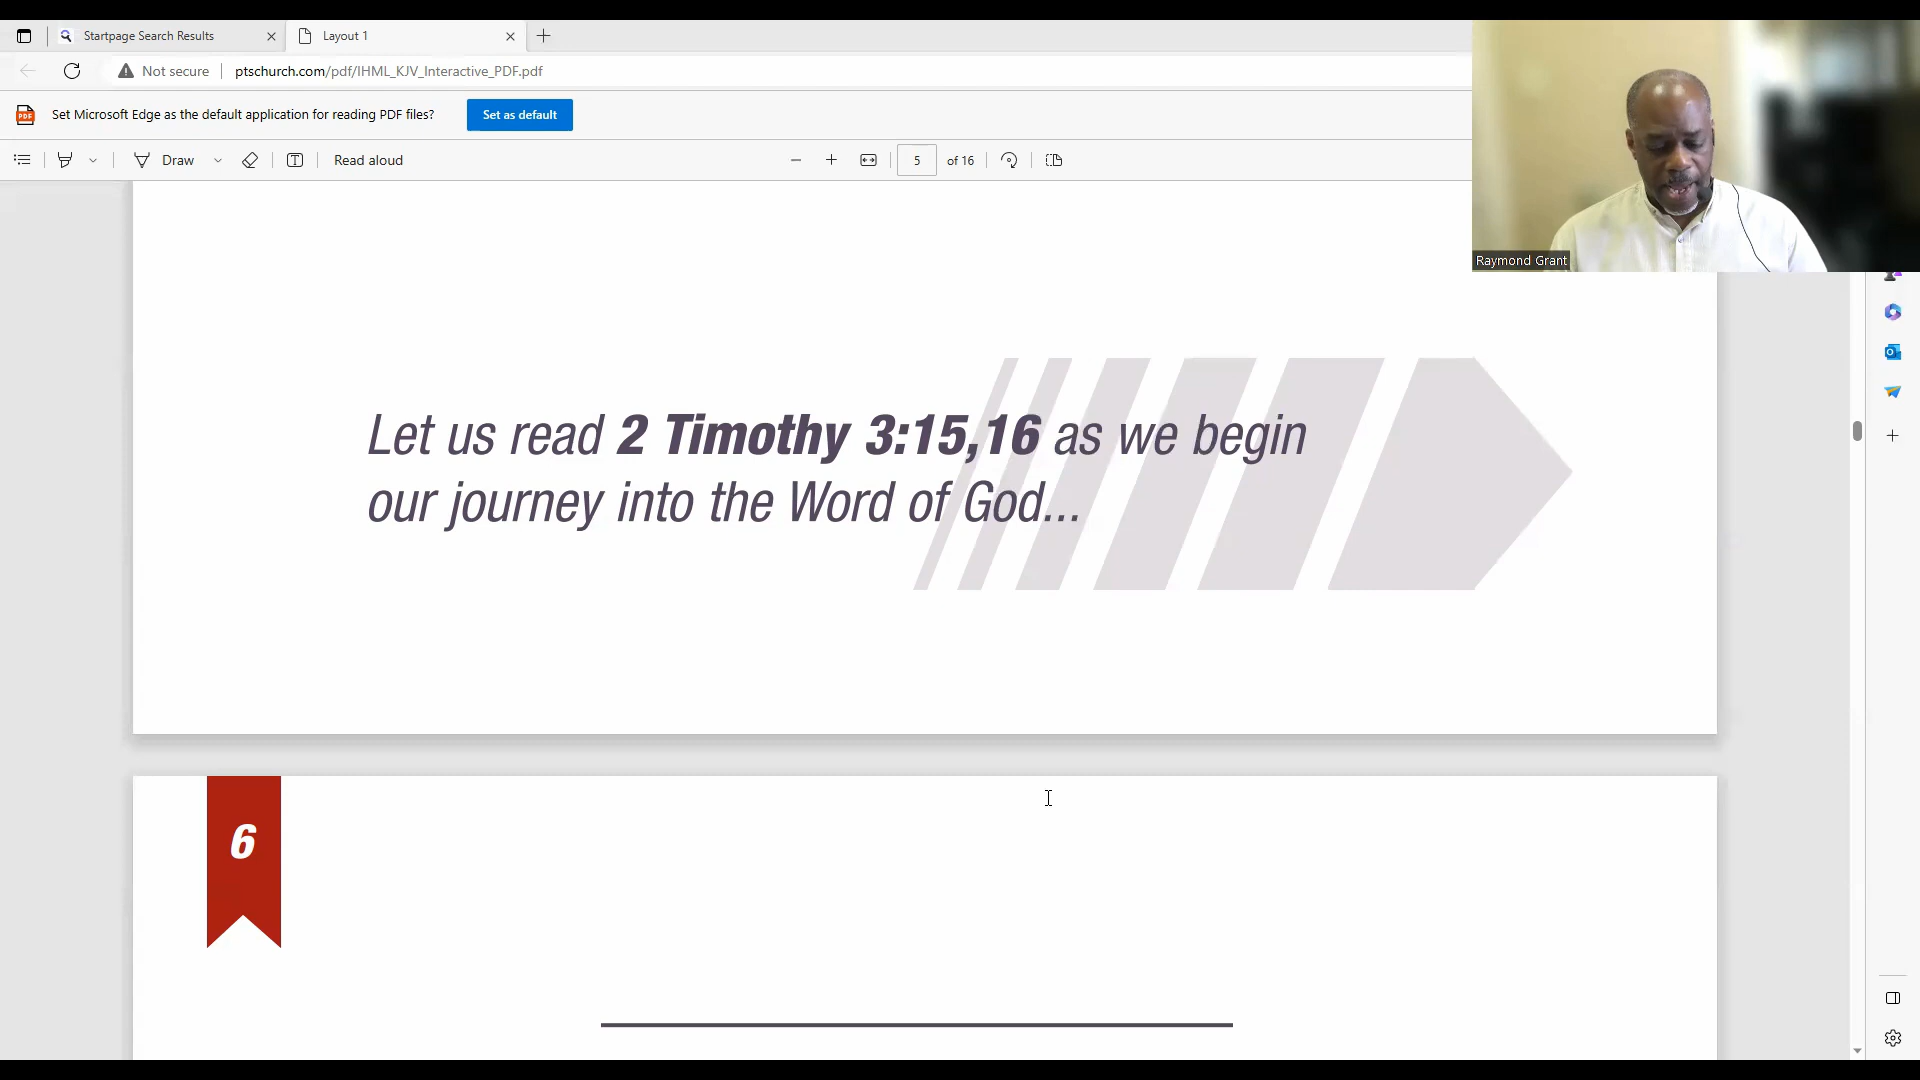 Startpage Search Results
Layout 1
Not secure
ptschurch.com/pdf/IHML_KJV_Interactive_PDF.pdf
Set Microsoft Edge as the default application for reading PDF files?
Set as default
Draw
Read aloud
5
of 16
Raymond Grant
Let us read 2 Timothy 3:15,16 as we begin
our journey into the Word of God...
6